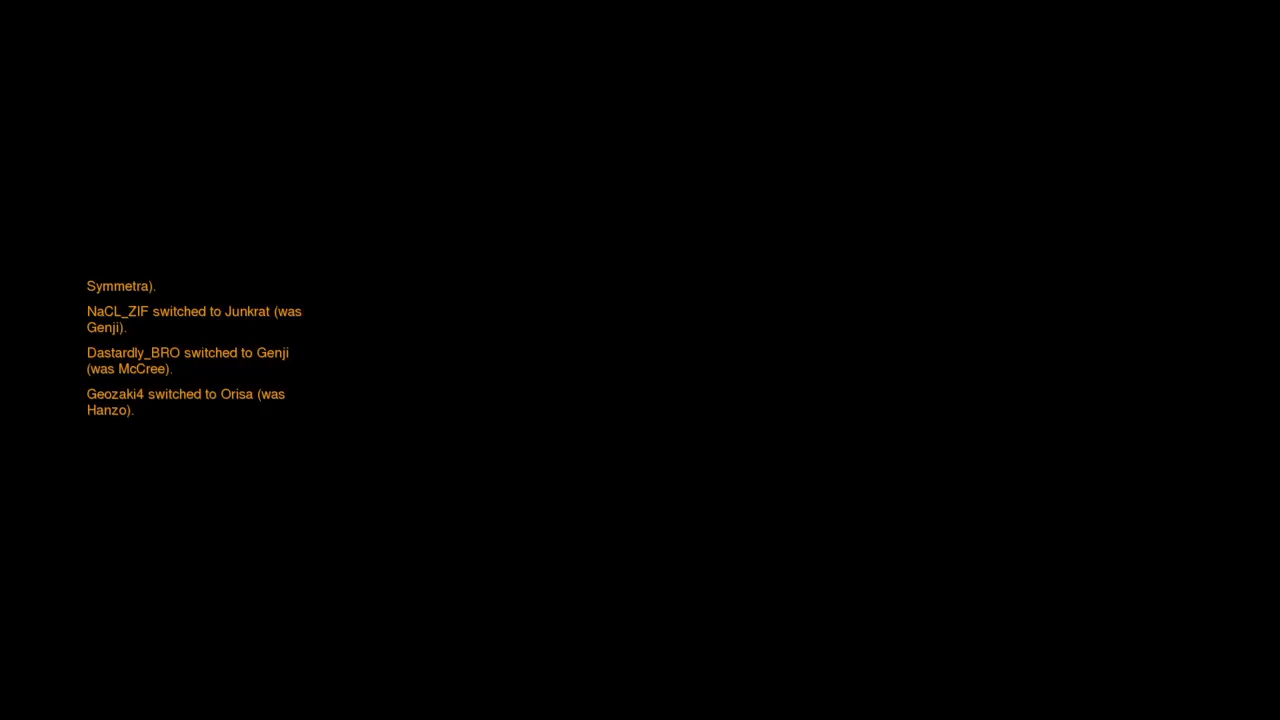 Symmetra).
NaCL_ZIF switched to Junkrat (was
Genji).
Dastardly_BRO switched to Genji
(was McCree).
Geozaki4 switched to Orisa (was
Hanzo).